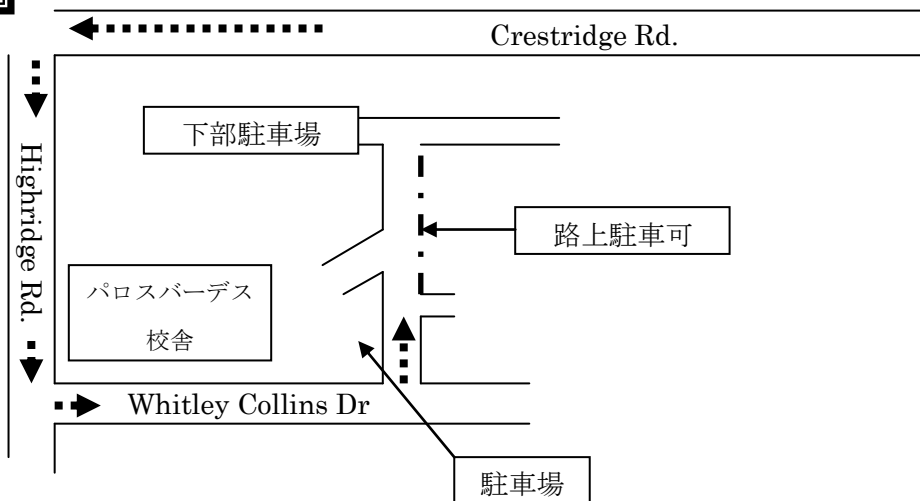 Crestridge Rd.
下部駐車場
Highridge Rd.
路上駐車可
パロスバーデス
校舎
Whitley Collins Dr
駐車場